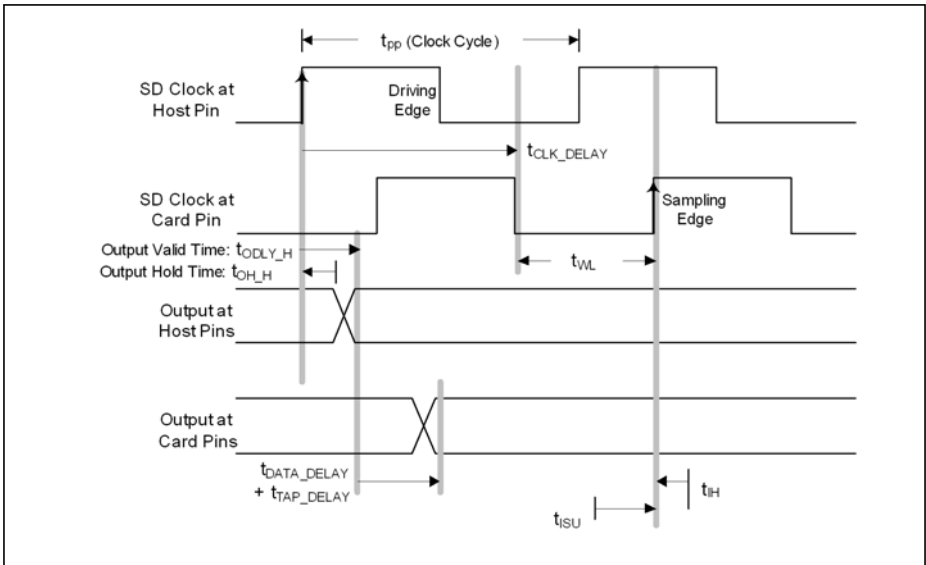 tpp (Clock Cycle)
SD Clock at
Host Pin
Driving
Edge
tCLK_DELAY
SD Clock at
Card Pin
Sampling
Edge
Output Valid Time: tODLY_H
Output Hold Time: tOH_H
tWL
Output at
Host Pins
Output at
Card Pins
tDATA_DELAY
+ tTAP_DELAY
tIH
tISU